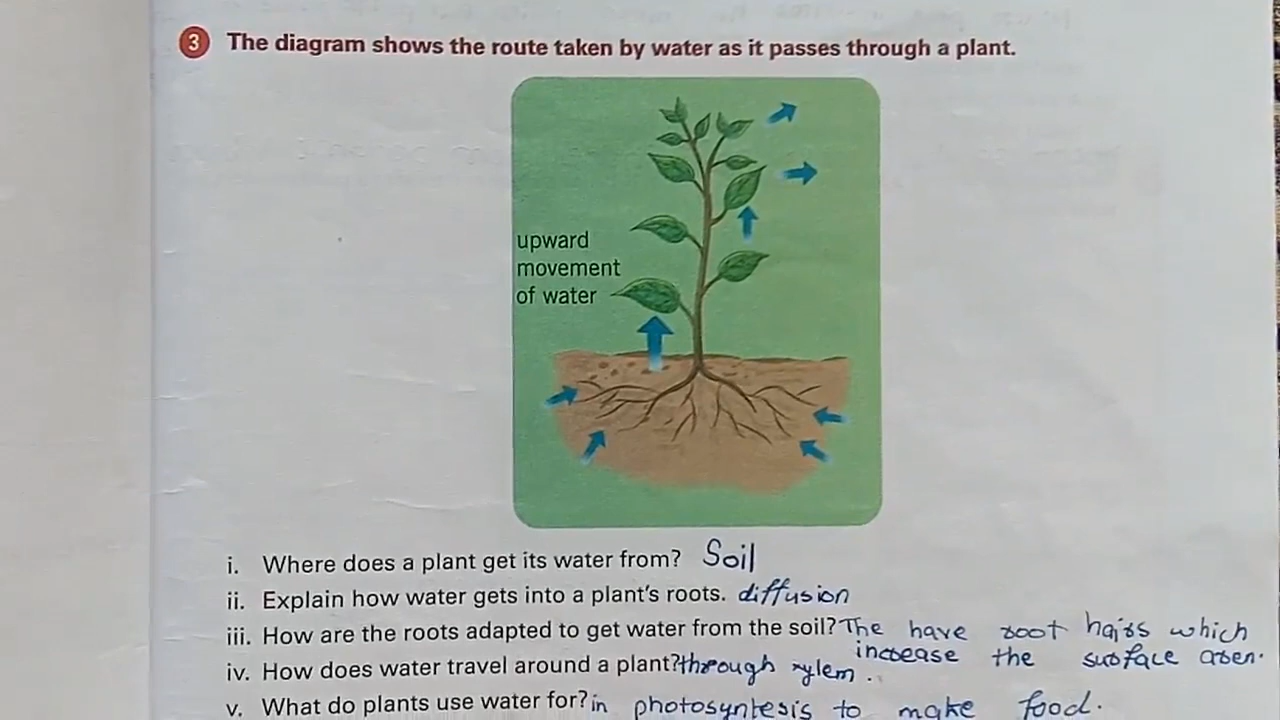 3 The diagram shows the route taken by water as it passes through a plant.
upward
movement
of water
i. Where does a plant get its water from? Soil
ii. Explain how water gets into a plant's roots. diffusion
iii. How are the roots adapted to get water from the soil? The have root hairs which
increase the surface area.
iv. How does water travel around a plant? through xylem.
v. What do plants use water for? in photosyntesis to make food.